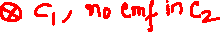 ⊗ C₁, no emf in C₂